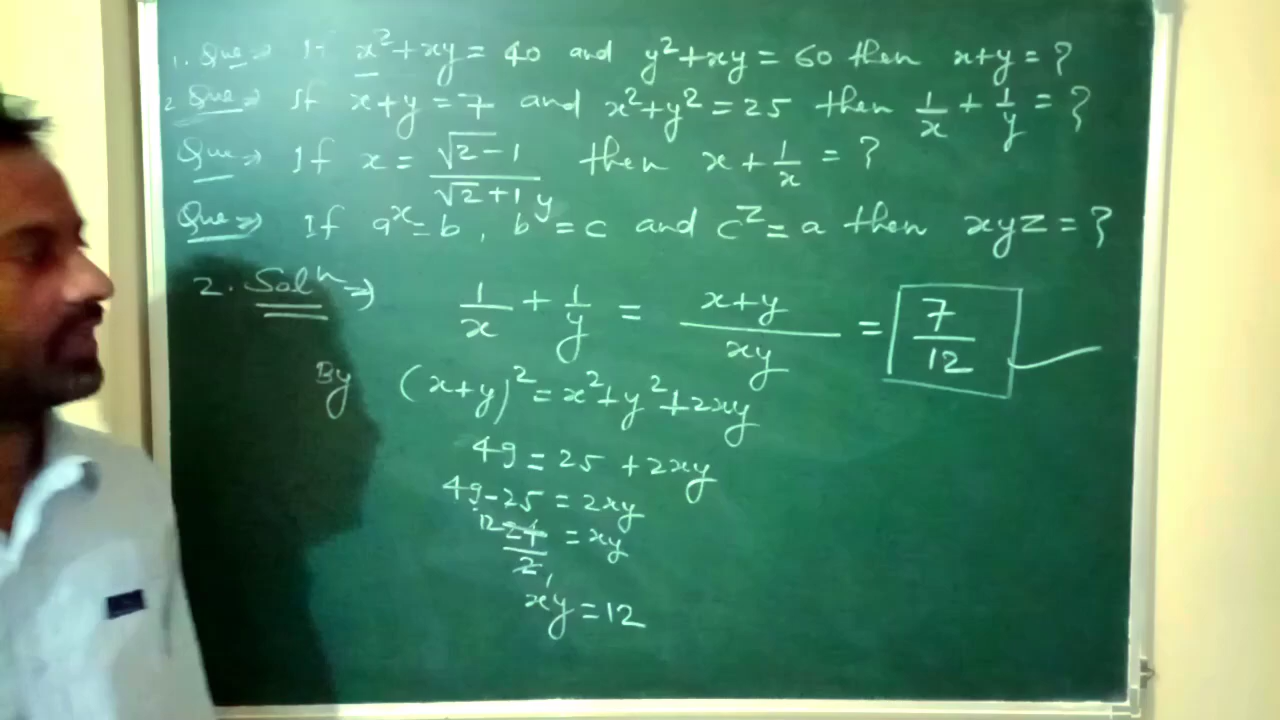 1. Que⇒ If x²+xy = 40 and y²+xy = 60 then x+y = ?
2 Que⇒ If x+y = 7 and x²+y² = 25 then 1/x + 1/y = ?
Que⇒ If x = √2-1/√2+1 then x + 1/x = ?
Que⇒ If aˣ = b, bʸ = c and cᶻ = a then xyz = ?
2. Solⁿ⇒ 1/x + 1/y = x+y/xy = 7/12
By (x+y)² = x²+y²+2xy
49 = 25 + 2xy
49-25 = 2xy
12 24/2 = xy
xy = 12